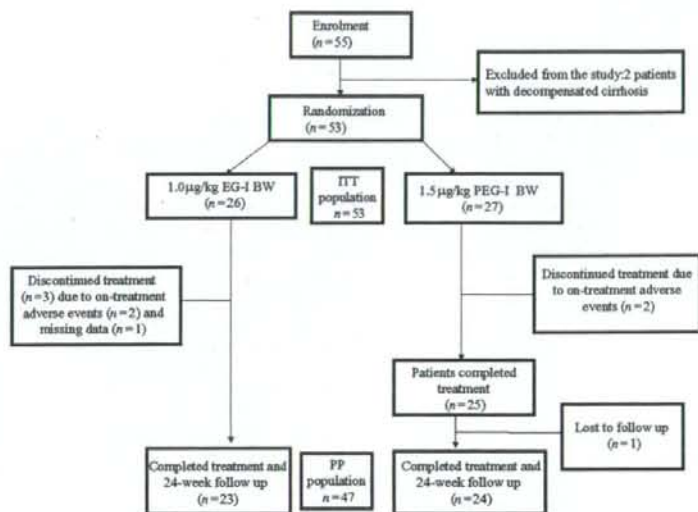 Enrolment
(n=55)
Excluded from the study:2 patients
with decompensated cirrhosis
Randomization
(n=53)
1.0μg/kg EG-I BW
(n=26)
ITT
population
n=53
1.5μg/kg PEG-I BW
(n=27)
Discontinued treatment
(n=3) due to on-treatment
adverse events (n=2) and
missing data (n=1)
Discontinued treatment due
to on-treatment adverse
events (n=2)
Patients completed
treatment
(n=25)
Lost to follow up
(n=1)
Completed treatment and
24-week follow up
(n=23)
PP
population
n=47
Completed treatment and
24-week follow up
(n=24)